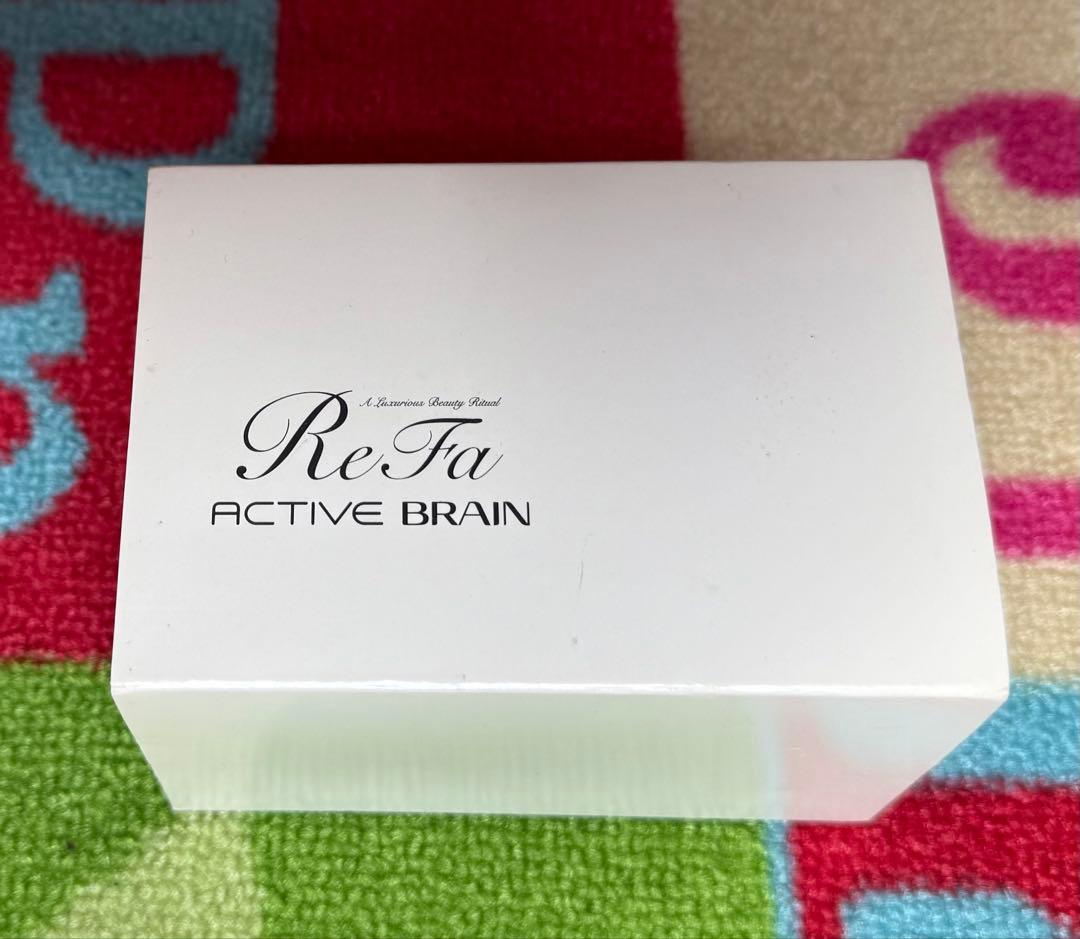 A Luxurious Beauty Ritual
ReFa
ACTIVE BRAIN